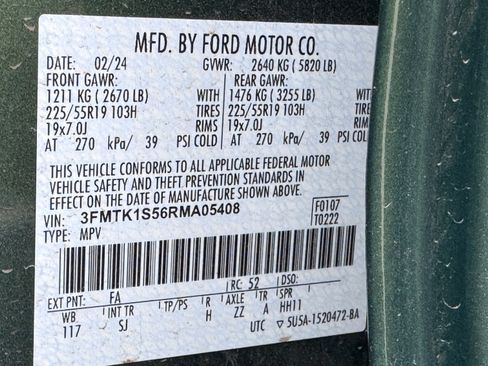 MFD. BY FORD MOTOR CO.
DATE: 02/24 GVWR: 2640 KG ( 5820 LB)
FRONT GAWR: REAR GAWR:
1211 KG ( 2670 LB) WITH 1476 KG ( 3255 LB) WITH
225/55R19 103H TIRES 225/55R19 103H TIRES
19x7.0J RIMS 19x7.0J RIMS
AT 270 kPa/ 39 PSI COLD AT 270 kPa/ 39 PSI COLD
THIS VEHICLE CONFORMS TO ALL APPLICABLE FEDERAL MOTOR
VEHICLE SAFETY AND THEFT PREVENTION STANDARDS IN
EFFECT ON THE DATE OF MANUFACTURE SHOWN ABOVE.
VIN: 3FMTK1S56RMA05408 F0107
TYPE: MPV T0222
EXT PNT: FA RC: 52 DSO:
WB INT TR TP/PS R AXLE TR SPR
117 SJ H ZZ A HH11
UTC ▽ 5U5A-1520472-BA